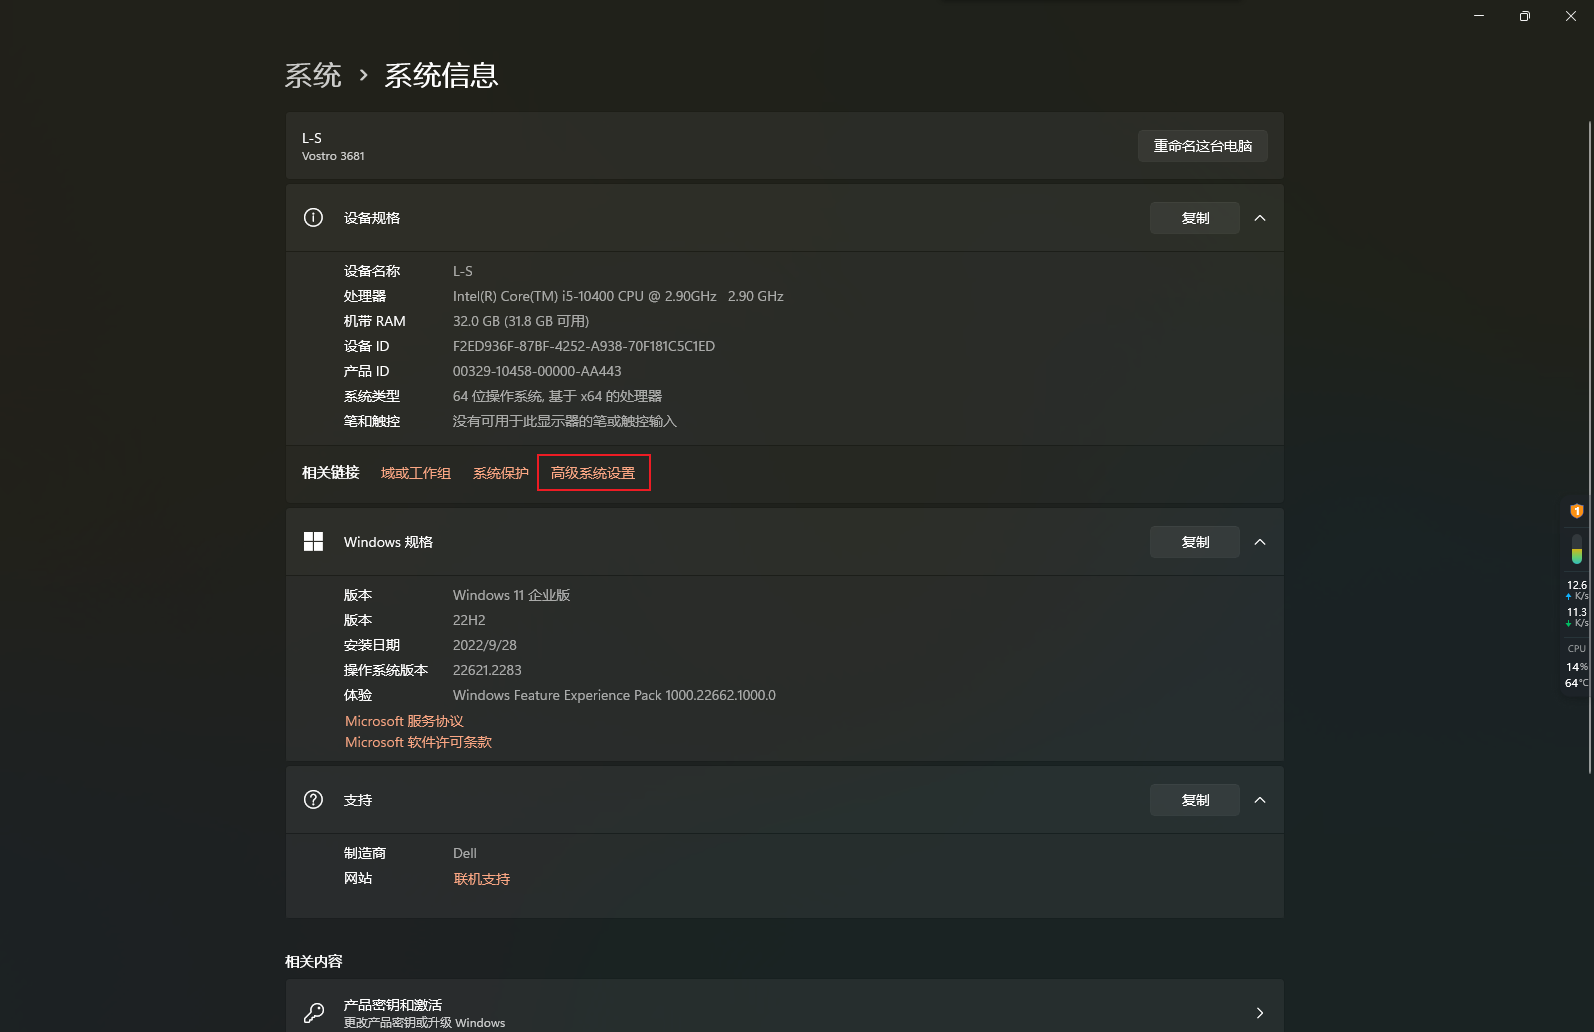 系统 › 系统信息
L-S
Vostro 3681
重命名这台电脑
设备规格
复制
设备名称 L-S
处理器 Intel(R) Core(TM) i5-10400 CPU @ 2.90GHz 2.90 GHz
机带 RAM 32.0 GB (31.8 GB 可用)
设备 ID F2ED936F-87BF-4252-A938-70F181C5C1ED
产品 ID 00329-10458-00000-AA443
系统类型 64 位操作系统, 基于 x64 的处理器
笔和触控 没有可用于此显示器的笔或触控输入
相关链接 域或工作组 系统保护 高级系统设置
Windows 规格
复制
版本 Windows 11 企业版
版本 22H2
安装日期 2022/9/28
操作系统版本 22621.2283
体验 Windows Feature Experience Pack 1000.22662.1000.0
Microsoft 服务协议
Microsoft 软件许可条款
支持
复制
制造商 Dell
网站 联机支持
相关内容
产品密钥和激活
更改产品密钥或升级 Windows
1
12.6
K/s
11.3
K/s
CPU
14%
64°C